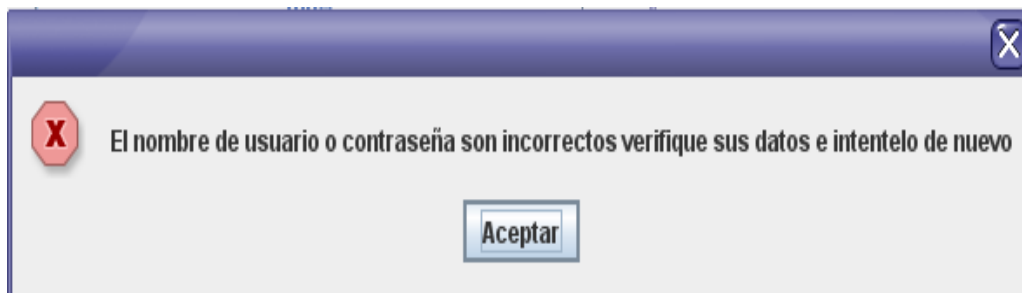 El nombre de usuario o contraseña son incorrectos verifique sus datos e intentelo de nuevo
Aceptar